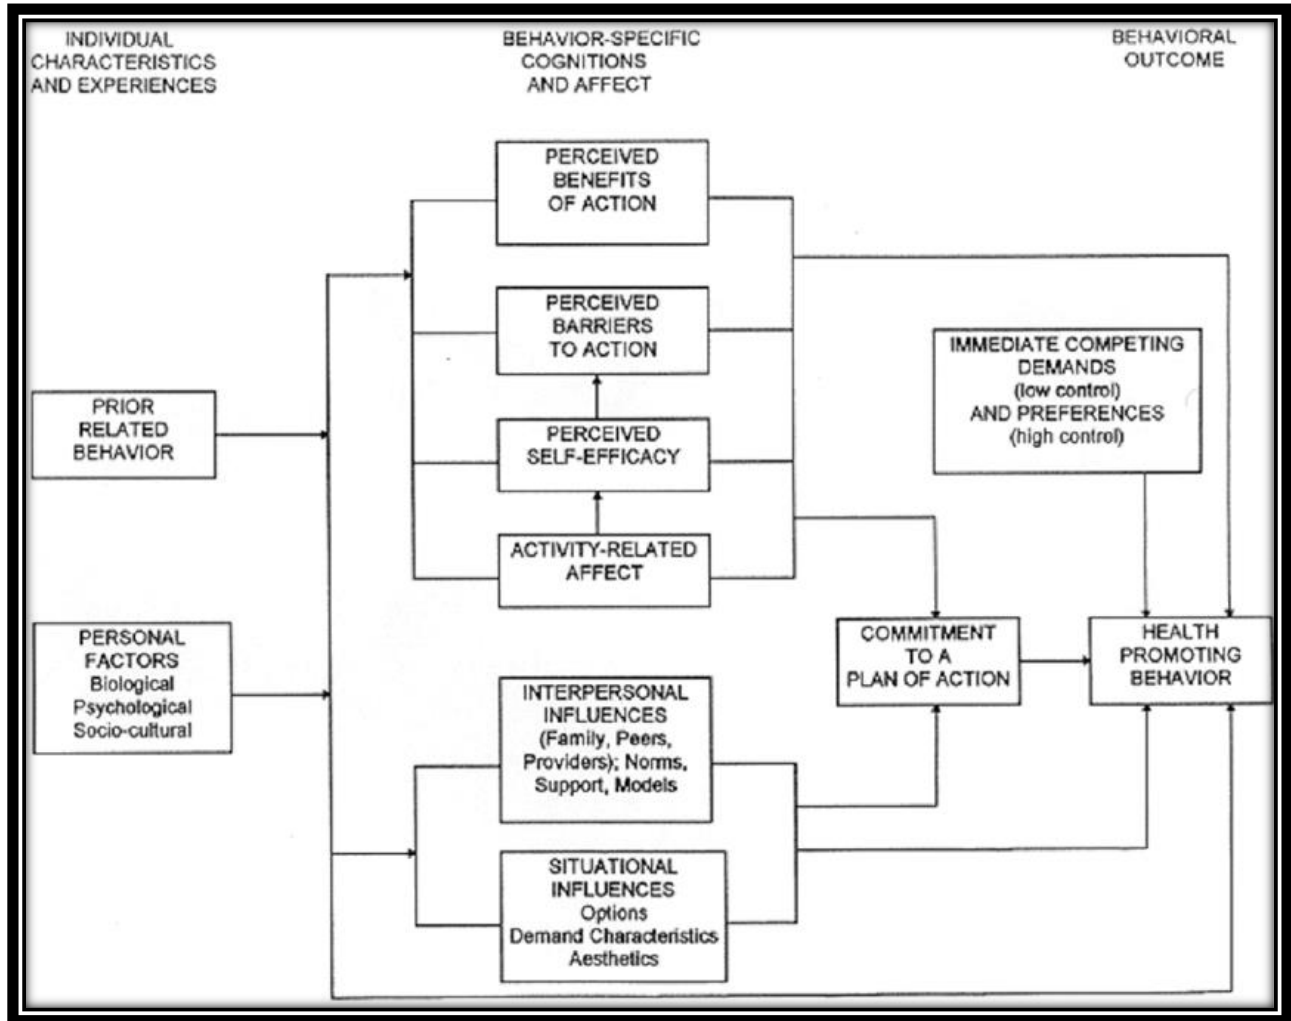 INDIVIDUAL
CHARACTERISTICS
AND EXPERIENCES
BEHAVIOR-SPECIFIC
COGNITIONS
AND AFFECT
BEHAVIORAL
OUTCOME
PERCEIVED
BENEFITS
OF ACTION
PERCEIVED
BARRIERS
TO ACTION
IMMEDIATE COMPETING
DEMANDS
(low control)
AND PREFERENCES
(high control)
PRIOR
RELATED
BEHAVIOR
PERCEIVED
SELF-EFFICACY
ACTIVITY-RELATED
AFFECT
PERSONAL
FACTORS
Biological
Psychological
Socio-cultural
COMMITMENT
TO A
PLAN OF ACTION
HEALTH
PROMOTING
BEHAVIOR
INTERPERSONAL
INFLUENCES
(Family, Peers,
Providers); Norms,
Support, Models
SITUATIONAL
INFLUENCES
Options
Demand Characteristics
Aesthetics